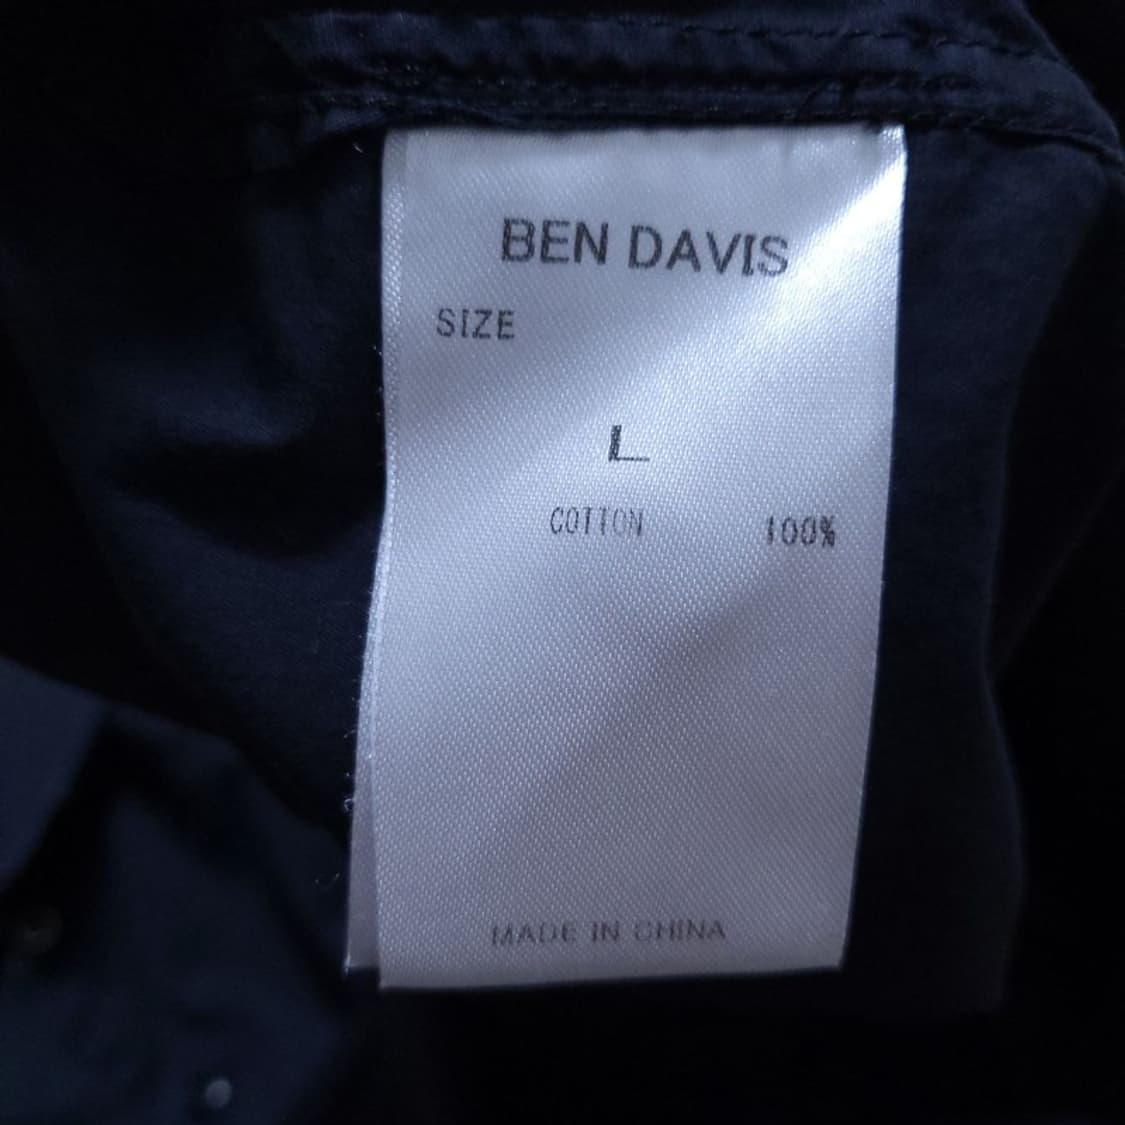 BEN DAVIS
SIZE
L
COTTON 100%
MADE IN CHINA